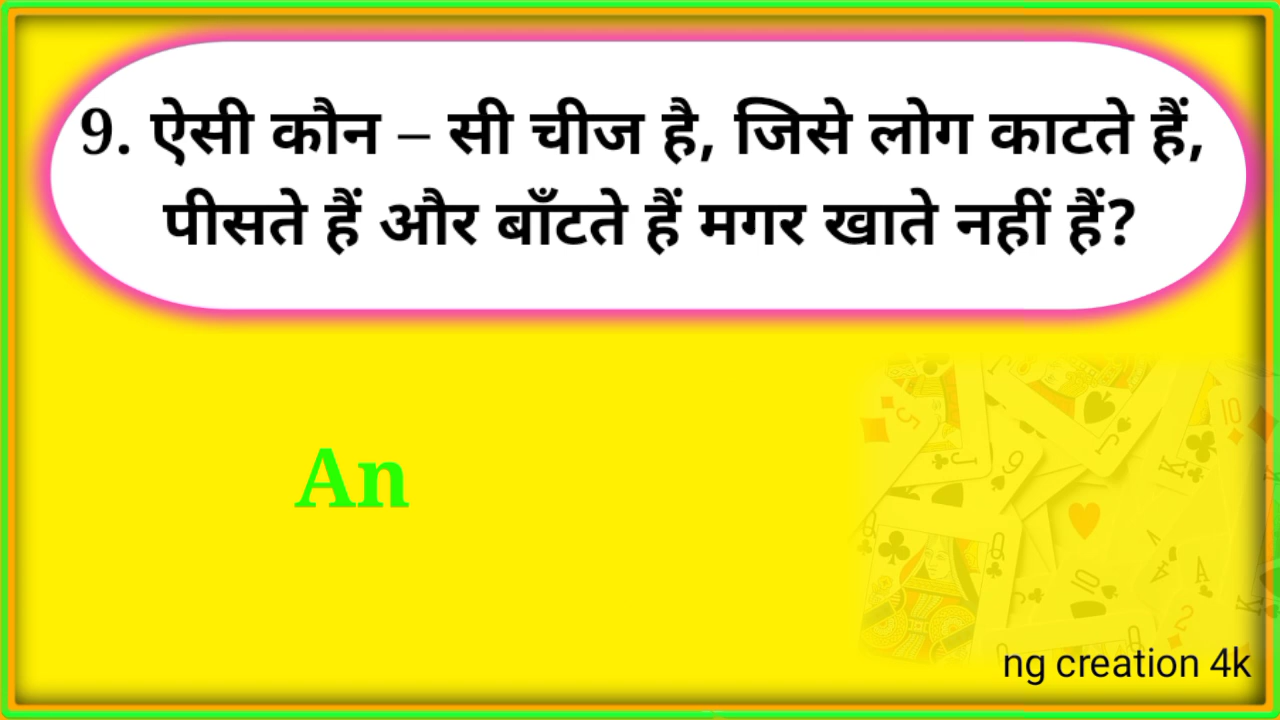 9. ऐसी कौन – सी चीज है, जिसे लोग काटते हैं,
पीसते हैं और बाँटते हैं मगर खाते नहीं हैं?
An
ng creation 4k